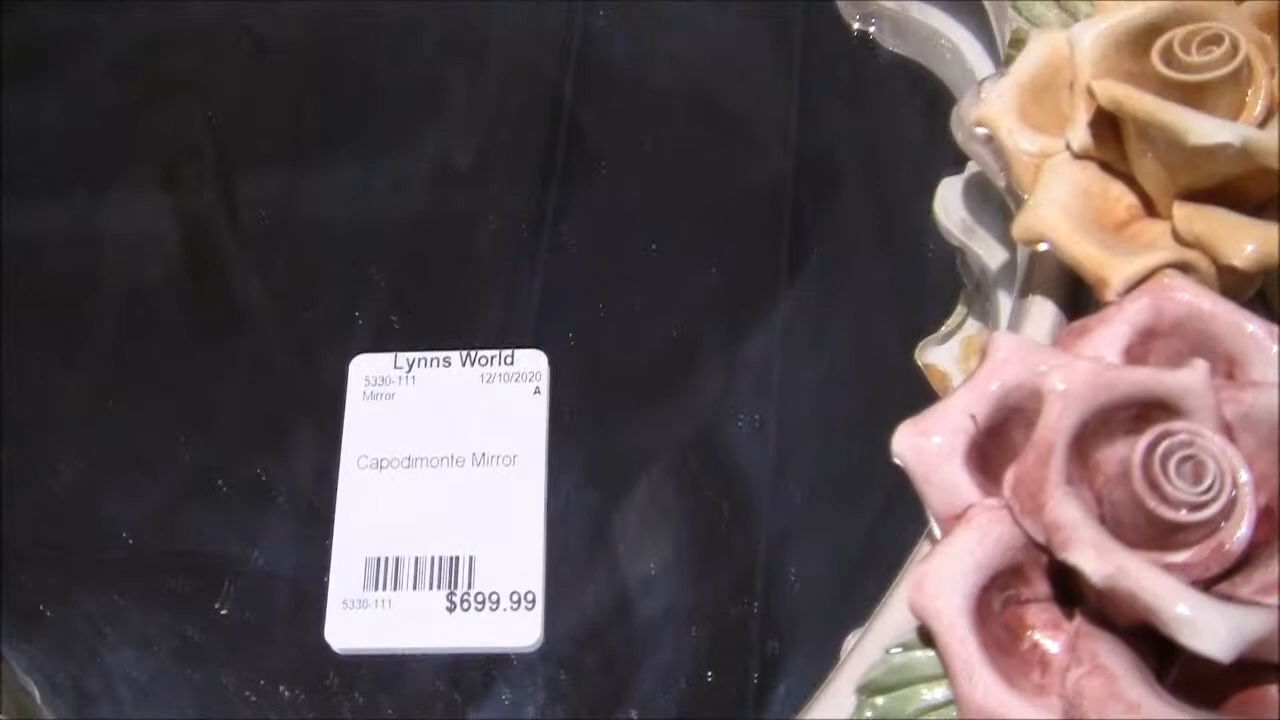 Lynns World
5330-111 12/10/2020
Mirror A
Capodimonte Mirror
5330-111 $699.99